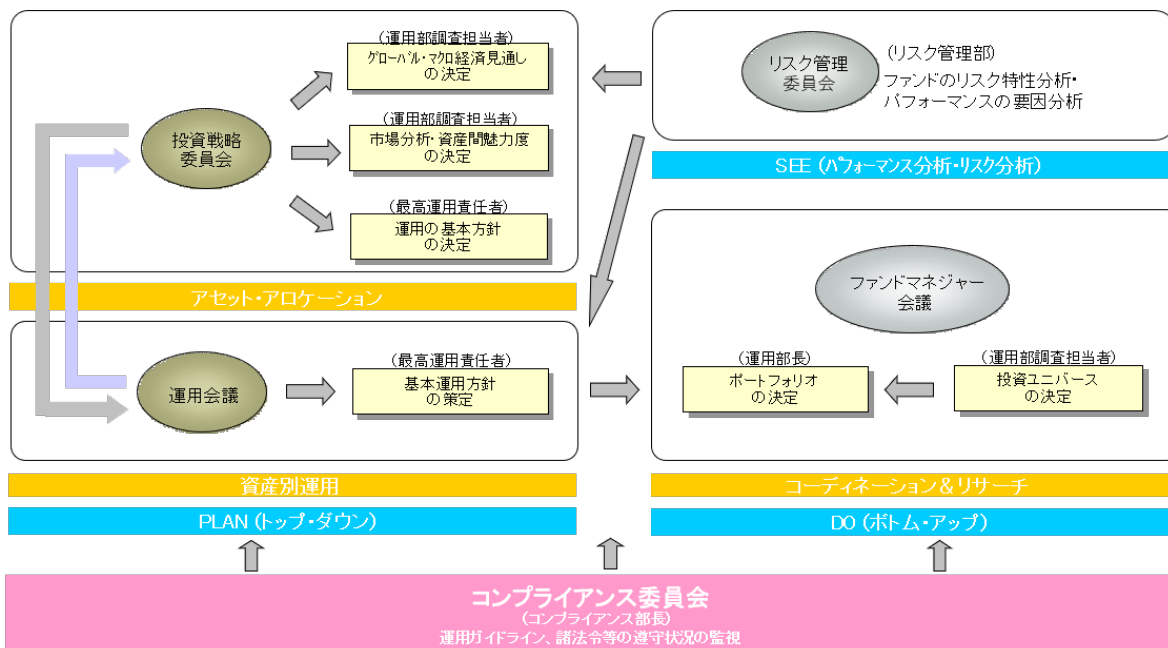 (運用部調査担当者)
グローバル・マクロ経済見通し
の決定
投資戦略
委員会
(運用部調査担当者)
市場分析・資産間魅力度
の決定
(最高運用責任者)
運用の基本方針
の決定
アセット・アロケーション
運用会議
(最高運用責任者)
基本運用方針
の策定
資産別運用
PLAN (トップ・ダウン)
リスク管理
委員会
(リスク管理部)
ファンドのリスク特性分析・
パフォーマンスの要因分析
SEE (パフォーマンス分析・リスク分析)
ファンドマネジャー
会議
(運用部長)
ポートフォリオ
の決定
(運用部調査担当者)
投資ユニバース
の決定
コーディネーション＆リサーチ
DO (ボトム・アップ)
コンプライアンス委員会
(コンプライアンス部長)
運用ガイドライン、諸法令等の遵守状況の監視